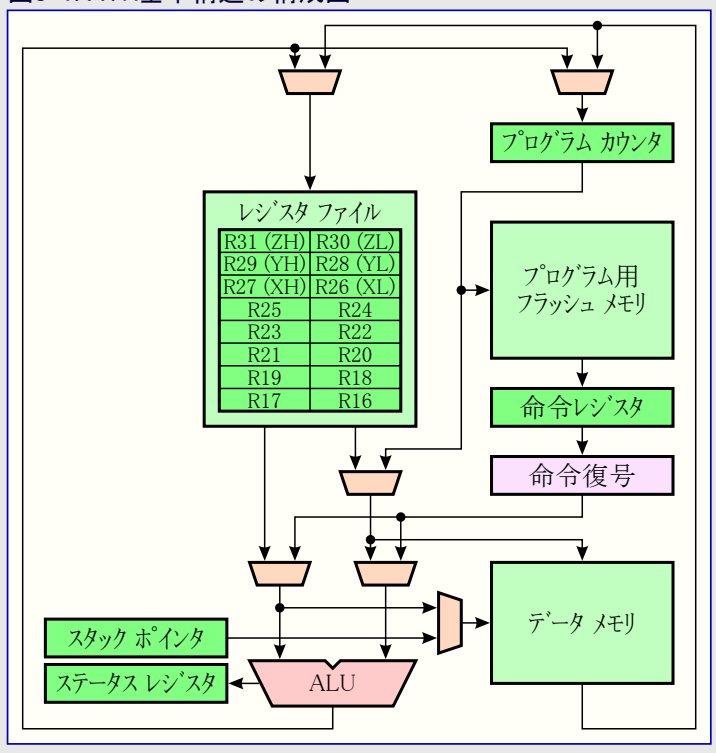 プログラム カウンタ
レジスタ ファイル
R31 (ZH) R30 (ZL)
R29 (YH) R28 (YL)
R27 (XH) R26 (XL)
R25 R24
R23 R22
R21 R20
R19 R18
R17 R16
プログラム用
フラッシュ メモリ
命令レジスタ
命令復号
データ メモリ
スタック ポインタ
ステータス レジスタ
ALU